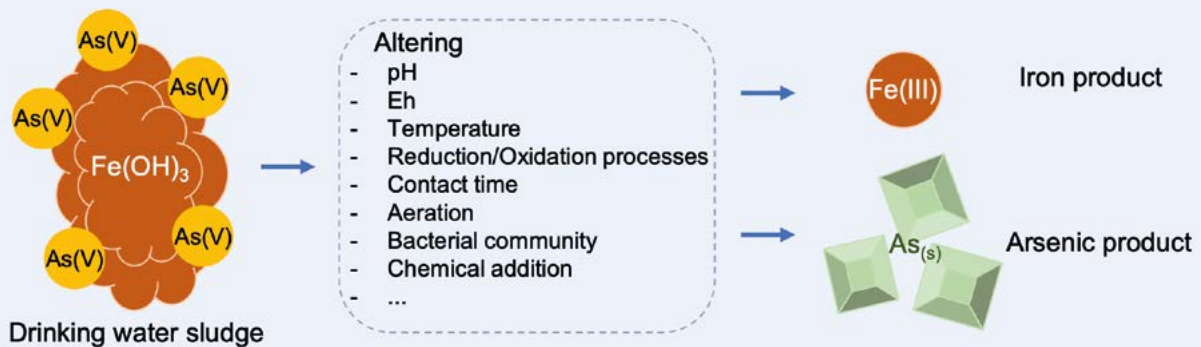 As(V)
As(V)
As(V)
As(V)
As(V)
Fe(OH)₃
Drinking water sludge
Altering
- pH
- Eh
- Temperature
- Reduction/Oxidation processes
- Contact time
- Aeration
- Bacterial community
- Chemical addition
- ...
Fe(III)
Iron product
As(s)
Arsenic product